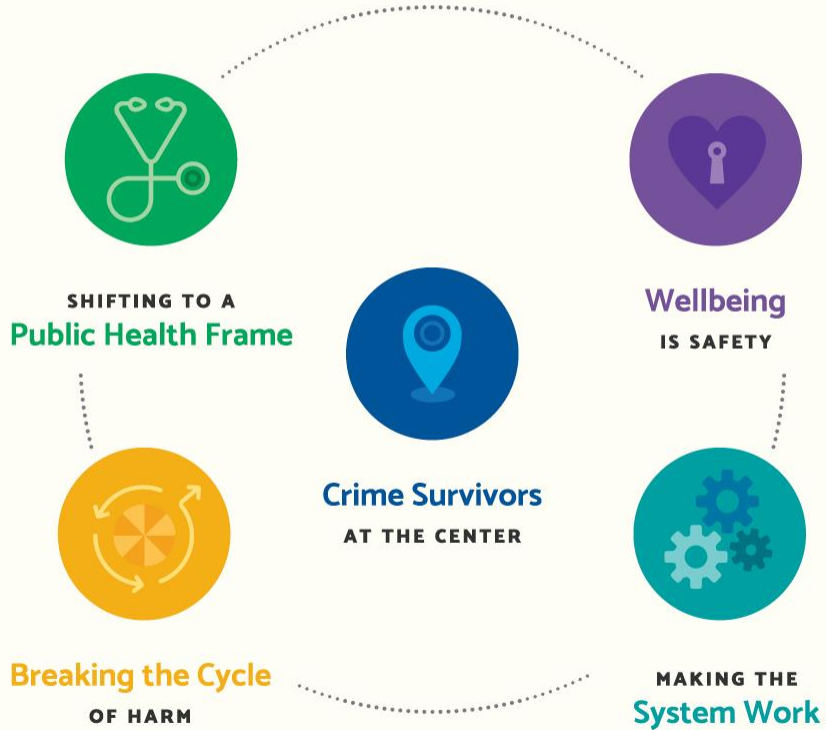 SHIFTING TO A
Public Health Frame
Wellbeing
IS SAFETY
Crime Survivors
AT THE CENTER
Breaking the Cycle
OF HARM
MAKING THE
System Work